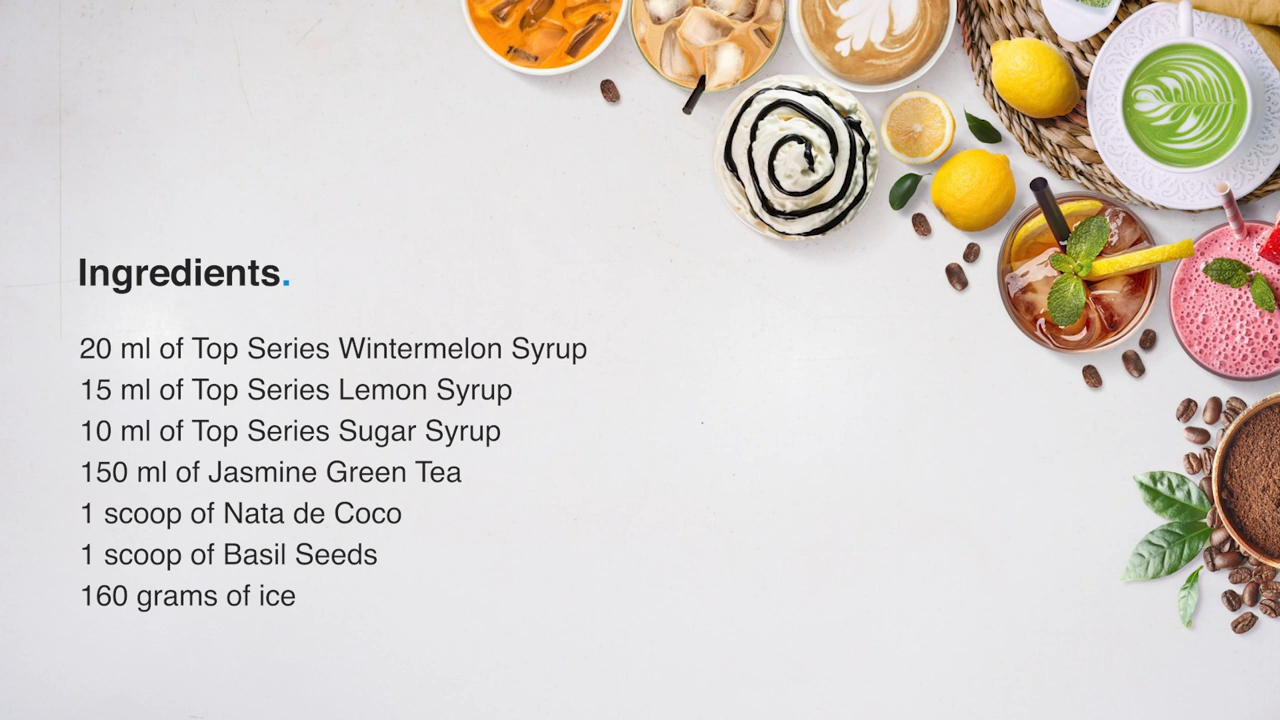 Ingredients.
20 ml of Top Series Wintermelon Syrup
15 ml of Top Series Lemon Syrup
10 ml of Top Series Sugar Syrup
150 ml of Jasmine Green Tea
1 scoop of Nata de Coco
1 scoop of Basil Seeds
160 grams of ice